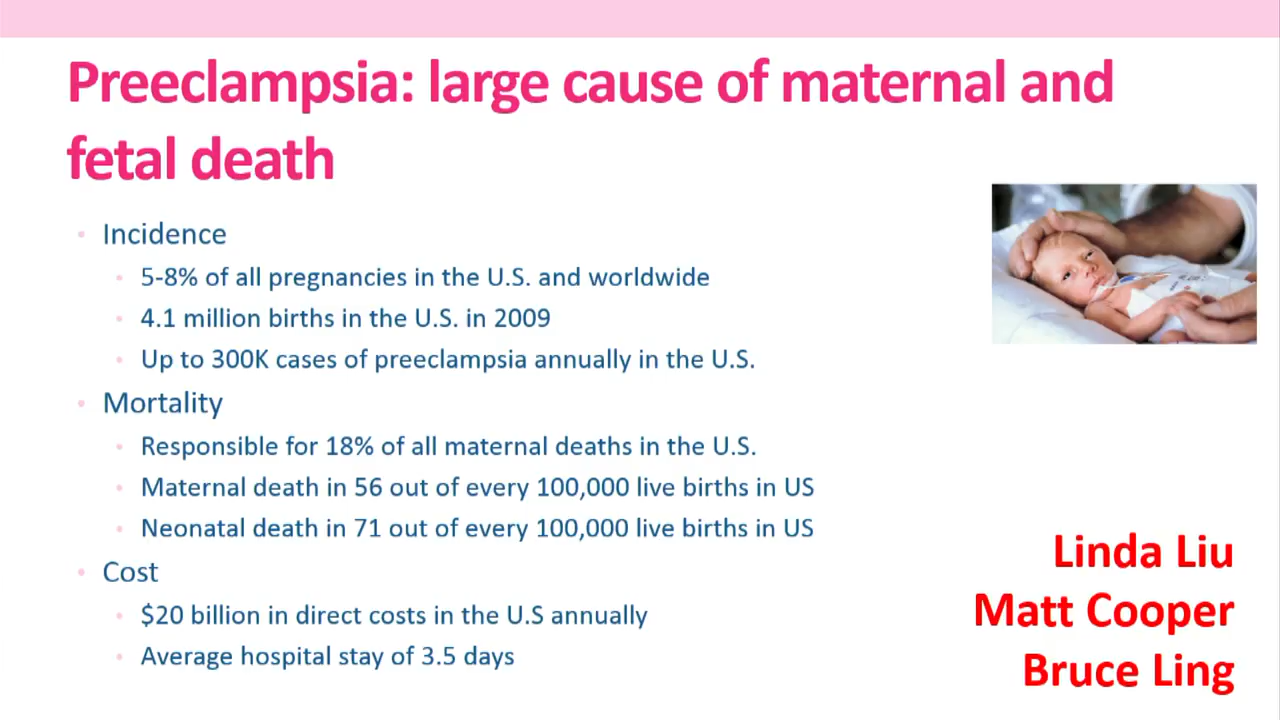 Preeclampsia: large cause of maternal and
fetal death
• Incidence
• 5-8% of all pregnancies in the U.S. and worldwide
• 4.1 million births in the U.S. in 2009
• Up to 300K cases of preeclampsia annually in the U.S.
• Mortality
• Responsible for 18% of all maternal deaths in the U.S.
• Maternal death in 56 out of every 100,000 live births in US
• Neonatal death in 71 out of every 100,000 live births in US
• Cost
• $20 billion in direct costs in the U.S annually
• Average hospital stay of 3.5 days
Linda Liu
Matt Cooper
Bruce Ling